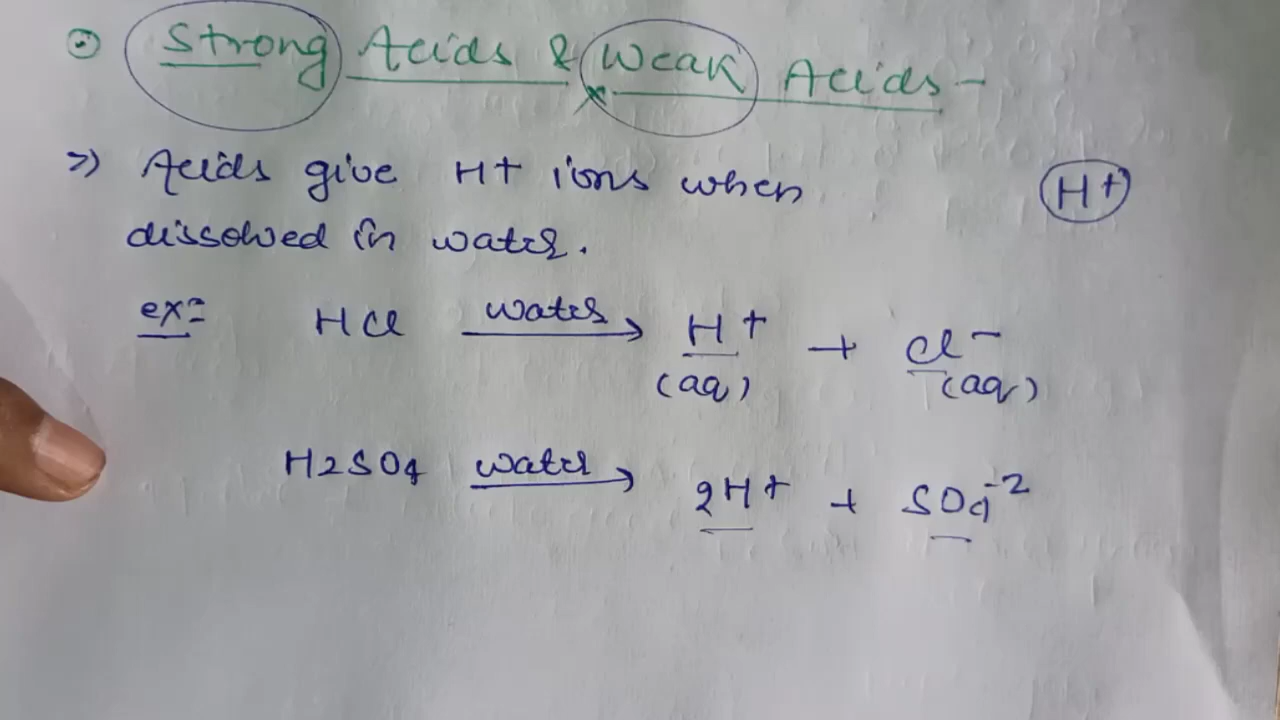 Strong Acids & Weak Acids -
=> Acids give H+ ions when
H+
dissolved in water.
ex= HCl water → H+ + Cl-
(aq) (aq)
H2SO4 water → 2H+ + SO4-2